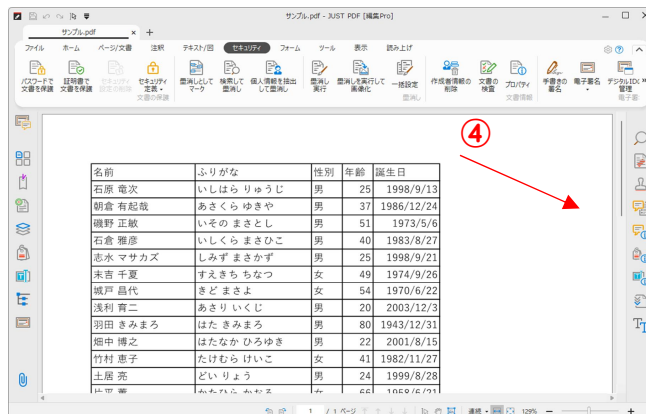 サンプル.pdf - JUST PDF [編集Pro]
サンプル.pdf × +
ファイル ホーム ページ/文書 注釈 テキスト/図 セキュリティ フォーム ツール 表示 読み上げ
パスワードで文書を保護 証明書で文書を保護 セキュリティ設定の削除 セキュリティ定義 墨消しとしてマーク 検索して墨消し 個人情報を抽出して墨消し 墨消し実行 墨消しを実行して画像化 一括設定 作成者情報の削除 文書の検査 プロパティ 手書きの署名 電子署名 デジタルIDの管理
文書の保護 墨消し 文書情報 電子署
④
名前 ふりがな 性別 年齢 誕生日
石原 竜次 いしはら りゅうじ 男 25 1998/9/13
朝倉 有起哉 あさくら ゆきや 男 37 1986/12/24
磯野 正敏 いその まさとし 男 51 1973/5/6
石倉 雅彦 いしくら まさひこ 男 40 1983/8/27
志水 マサカズ しみず まさかず 男 25 1998/9/21
末吉 千夏 すえきち ちなつ 女 49 1974/9/26
城戸 昌代 きど まさよ 女 54 1970/6/22
浅利 育二 あさり いくじ 男 20 2003/12/3
羽田 きみまろ はた きみまろ 男 80 1943/12/31
畑中 博之 はたなか ひろゆき 男 22 2001/8/15
竹村 恵子 たけむら けいこ 女 41 1982/11/27
土居 亮 どい りょう 男 24 1999/8/28
1 / 1 ページ 連続 129%